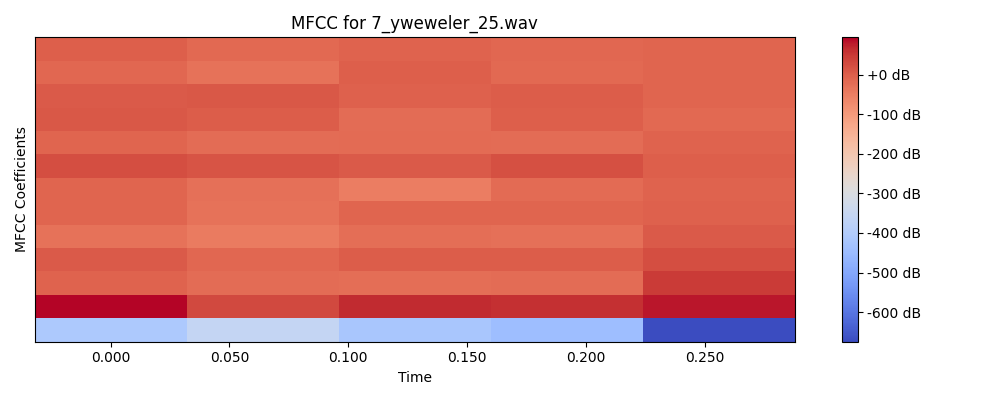 MFCC for 7_yweweler_25.wav
MFCC Coefficients
0.000
0.050
0.100
0.150
0.200
0.250
Time
+0 dB
-100 dB
-200 dB
-300 dB
-400 dB
-500 dB
-600 dB